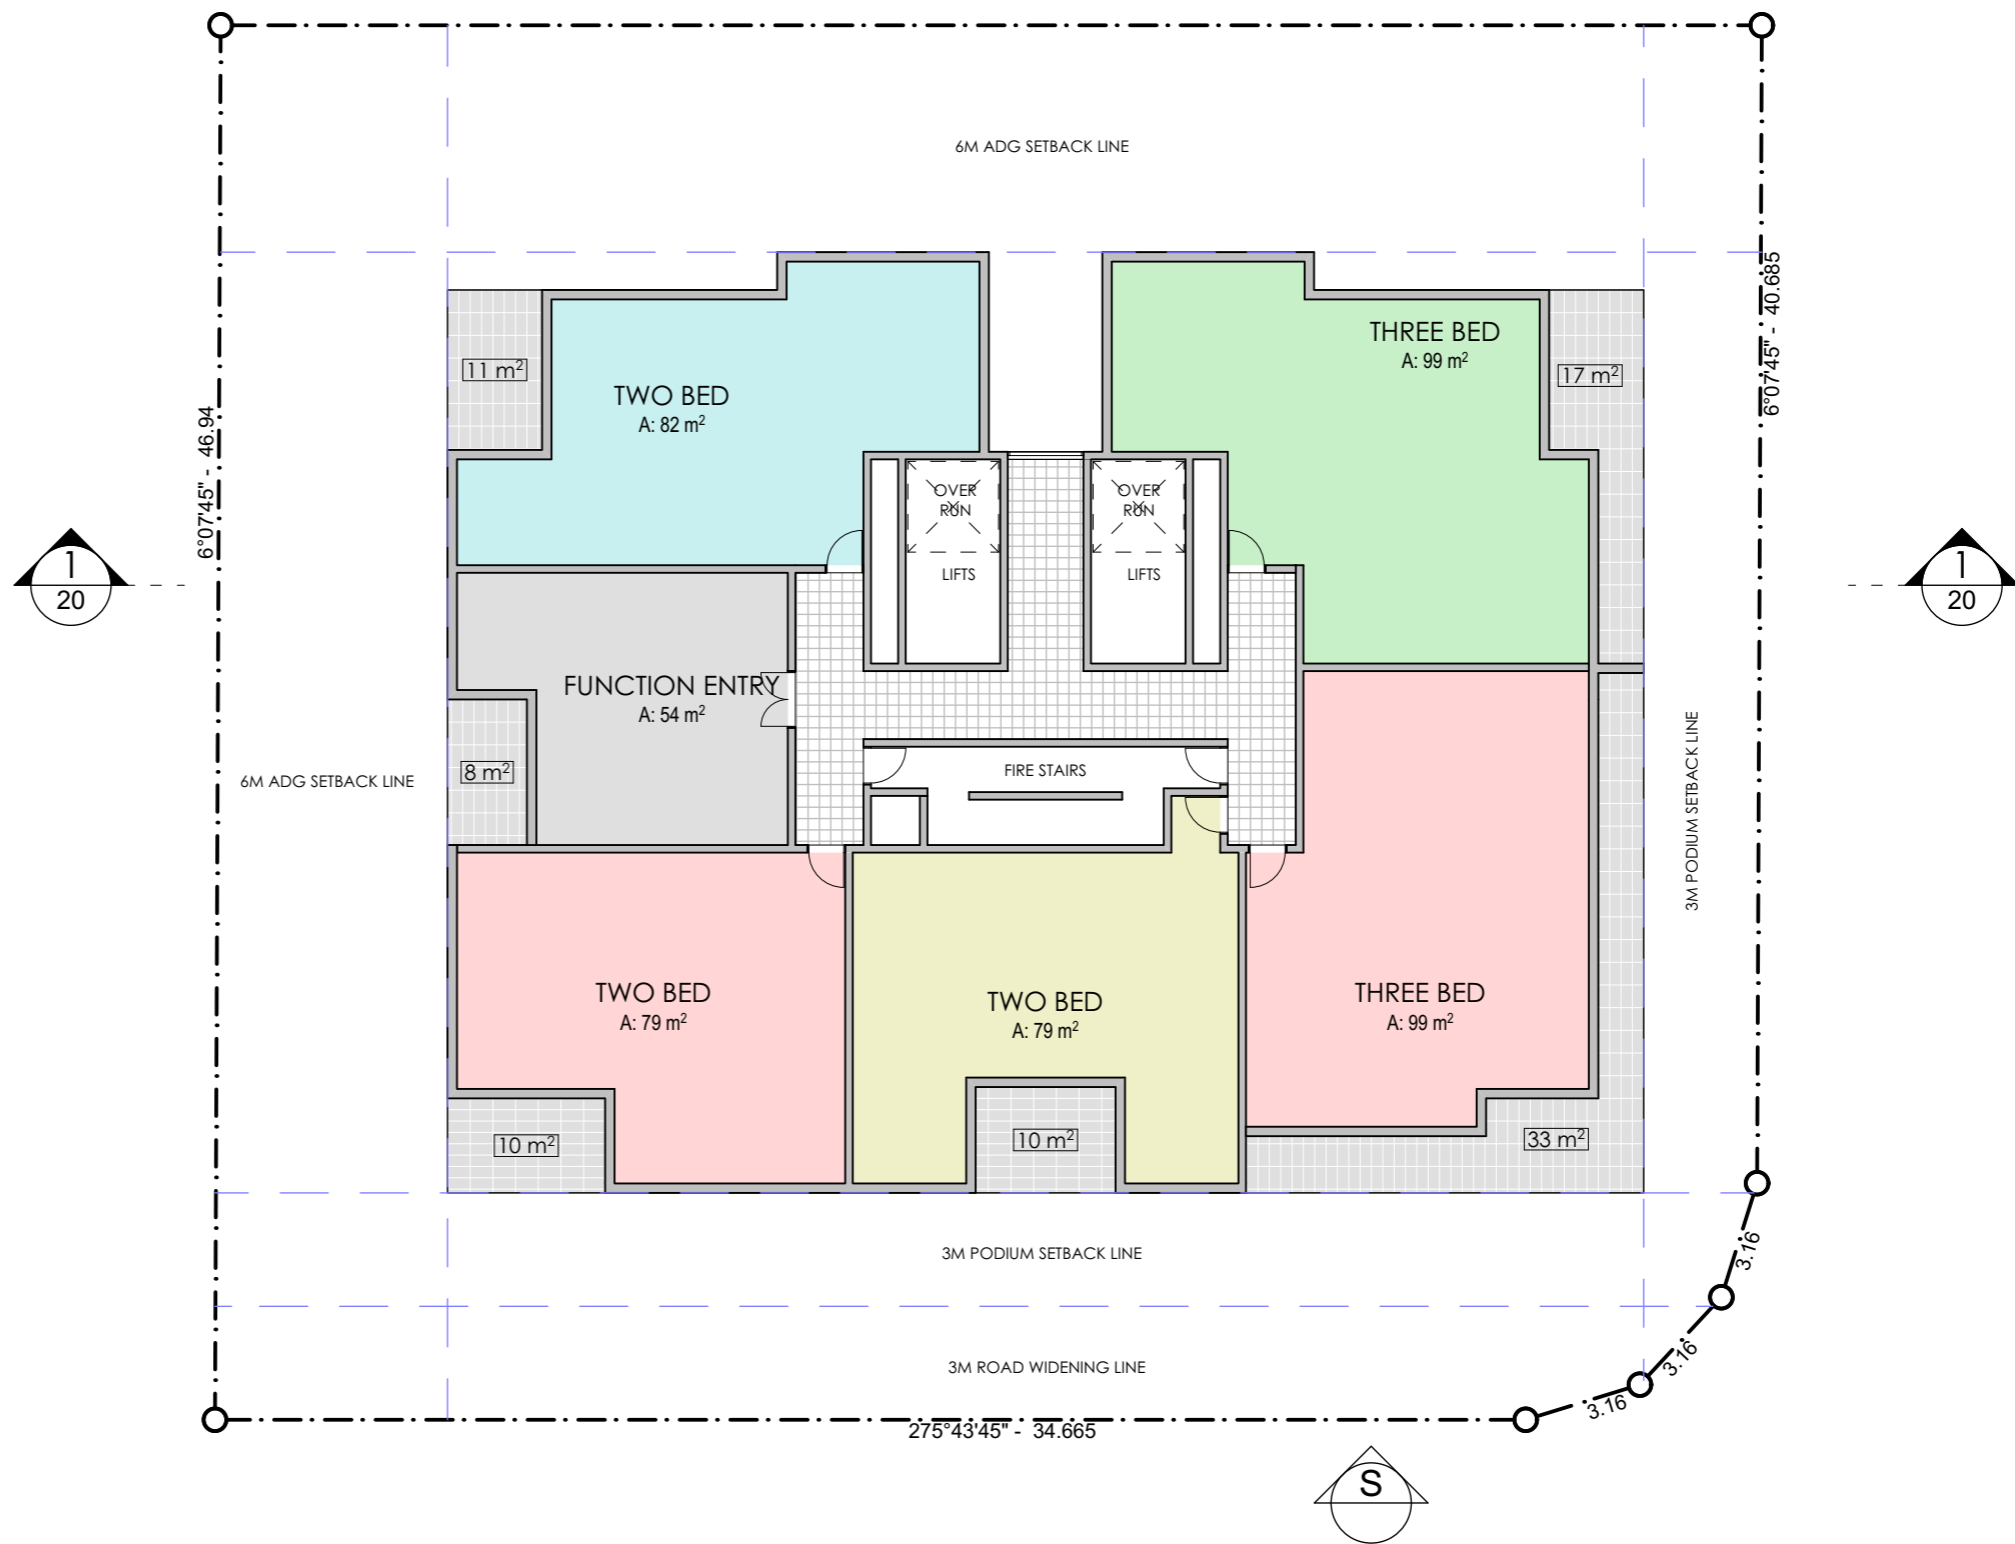 6M ADG SETBACK LINE
6°07'45" - 40.685
THREE BED
A: 99 m²
11 m²
17 m²
TWO BED
A: 82 m²
6°07'45" - 46.94
OVER
RUN
OVER
RUN
LIFTS
LIFTS
1
20
1
20
FUNCTION ENTRY
A: 54 m²
8 m²
FIRE STAIRS
6M ADG SETBACK LINE
3M PODIUM SETBACK LINE
TWO BED
A: 79 m²
TWO BED
A: 79 m²
THREE BED
A: 99 m²
10 m²
10 m²
33 m²
3M PODIUM SETBACK LINE
3.16
3.16
3M ROAD WIDENING LINE
3.16
275°43'45" - 34.665
S